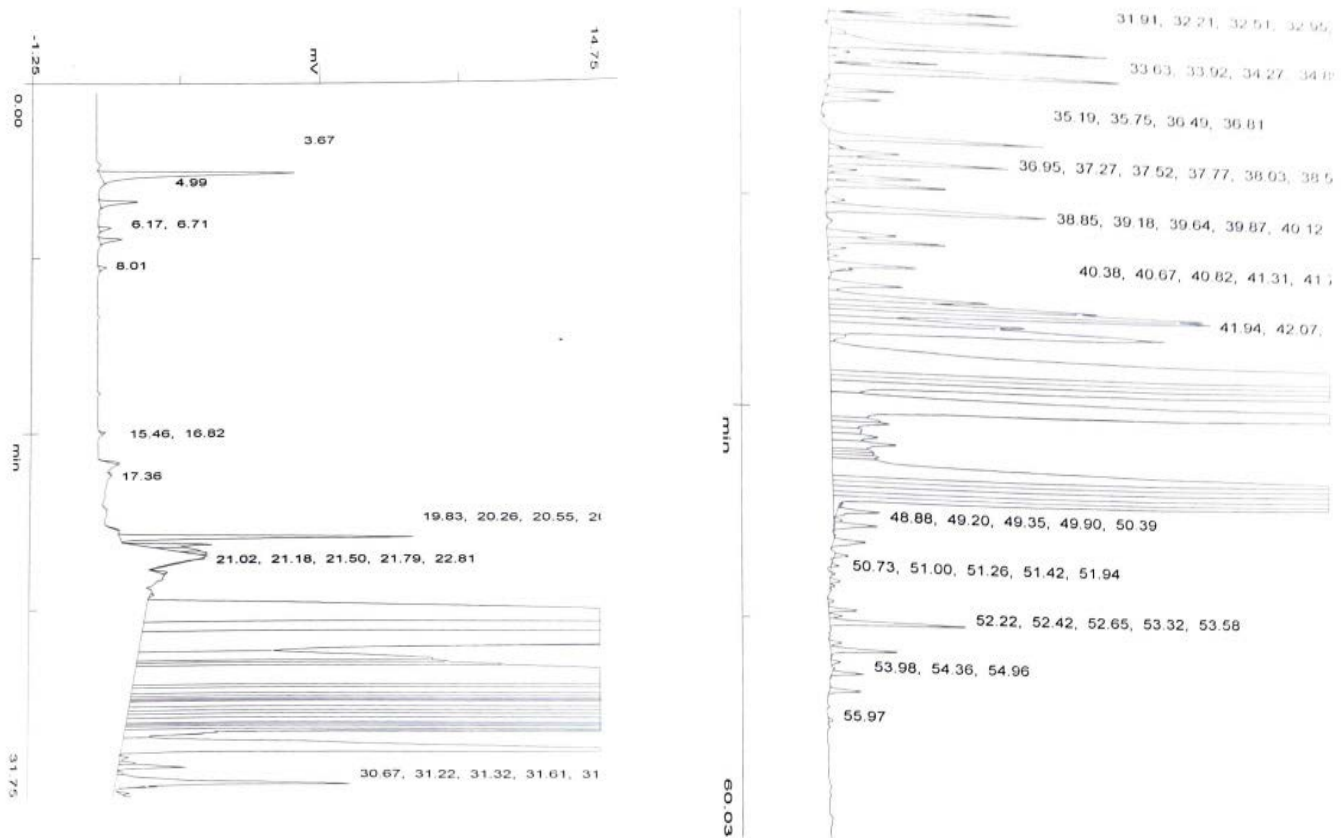 -1.25
mV
14.75
0.00
3.67
4.99
6.17, 6.71
8.01
15.46, 16.82
min
17.36
19.83, 20.26, 20.55,
21.02, 21.18, 21.50, 21.79, 22.81
30.67, 31.22, 31.32, 31.61,
31.75
31.91, 32.21, 32.51, 32.95,
33.63, 33.92, 34.27,
35.19, 35.75, 36.49, 36.81
36.95, 37.27, 37.52, 37.77, 38.03,
38.85, 39.18, 39.64, 39.87, 40.12
40.38, 40.67, 40.82, 41.31,
41.94, 42.07,
min
48.88, 49.20, 49.35, 49.90, 50.39
50.73, 51.00, 51.26, 51.42, 51.94
52.22, 52.42, 52.65, 53.32, 53.58
53.98, 54.36, 54.96
55.97
60.03